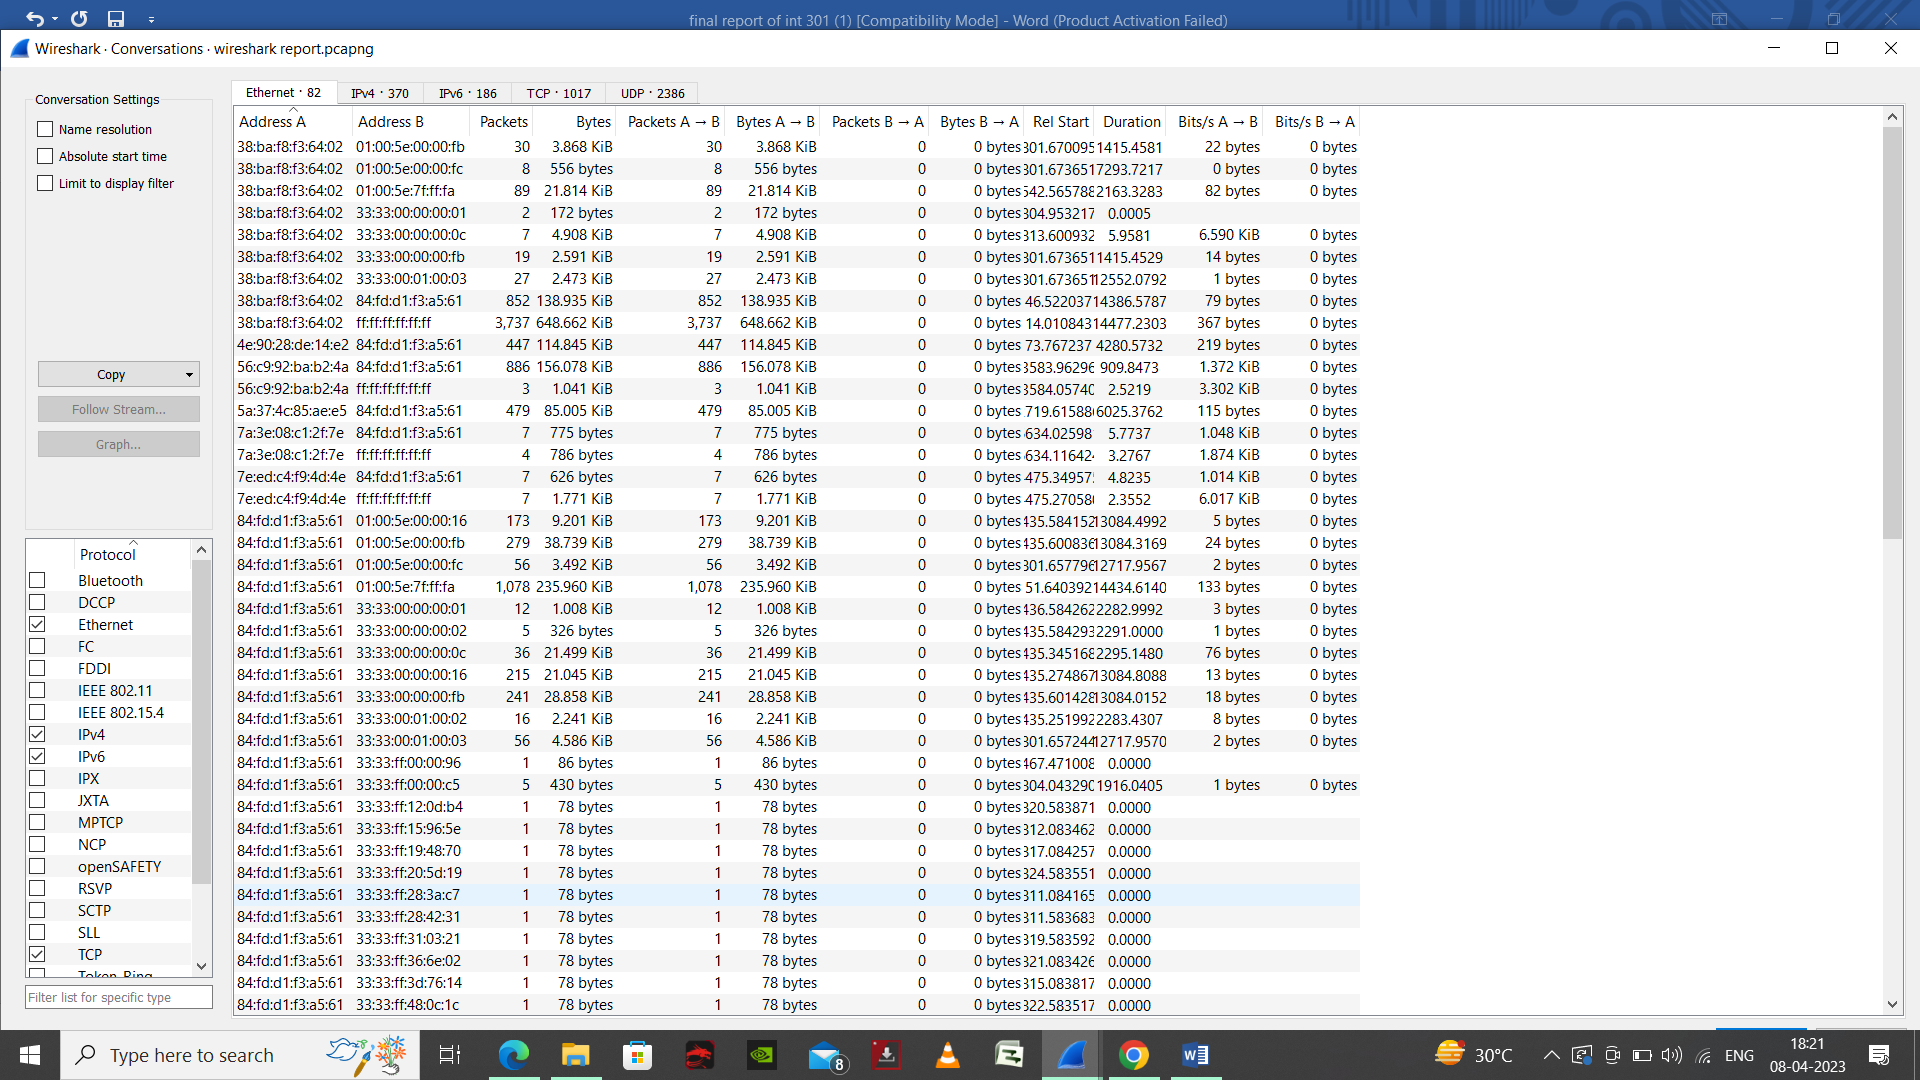 final report of int 301 (1) [Compatibility Mode] - Word (Product Activation Failed)
Wireshark · Conversations · wireshark report.pcapng
Conversation Settings
Name resolution
Absolute start time
Limit to display filter
Copy
Follow Stream...
Graph...
Protocol
Bluetooth
DCCP
Ethernet
FC
FDDI
IEEE 802.11
IEEE 802.15.4
IPv4
IPv6
IPX
JXTA
MPTCP
NCP
openSAFETY
RSVP
SCTP
SLL
TCP
Token-Ring
Filter list for specific type
Ethernet · 82 IPv4 · 370 IPv6 · 186 TCP · 1017 UDP · 2386
Address A Address B Packets Bytes Packets A → B Bytes A → B Packets B → A Bytes B → A Rel Start Duration Bits/s A → B Bits/s B → A
38:ba:f8:f3:64:02 01:00:5e:00:00:fb 30 3.868 KiB 30 3.868 KiB 0 0 bytes 301.670095 1415.4581 22 bytes 0 bytes
38:ba:f8:f3:64:02 01:00:5e:00:00:fc 8 556 bytes 8 556 bytes 0 0 bytes 301.673651 7293.7217 0 bytes 0 bytes
38:ba:f8:f3:64:02 01:00:5e:7f:ff:fa 89 21.814 KiB 89 21.814 KiB 0 0 bytes 542.565788 2163.3283 82 bytes 0 bytes
38:ba:f8:f3:64:02 33:33:00:00:00:01 2 172 bytes 2 172 bytes 0 0 bytes 304.953217 0.0005
38:ba:f8:f3:64:02 33:33:00:00:00:0c 7 4.908 KiB 7 4.908 KiB 0 0 bytes 313.600932 5.9581 6.590 KiB 0 bytes
38:ba:f8:f3:64:02 33:33:00:00:00:fb 19 2.591 KiB 19 2.591 KiB 0 0 bytes 301.673651 1415.4529 14 bytes 0 bytes
38:ba:f8:f3:64:02 33:33:00:01:00:03 27 2.473 KiB 27 2.473 KiB 0 0 bytes 301.673651 12552.0792 1 bytes 0 bytes
38:ba:f8:f3:64:02 84:fd:d1:f3:a5:61 852 138.935 KiB 852 138.935 KiB 0 0 bytes 46.522037 14386.5787 79 bytes 0 bytes
38:ba:f8:f3:64:02 ff:ff:ff:ff:ff:ff 3,737 648.662 KiB 3,737 648.662 KiB 0 0 bytes 14.010843 14477.2303 367 bytes 0 bytes
4e:90:28:de:14:e2 84:fd:d1:f3:a5:61 447 114.845 KiB 447 114.845 KiB 0 0 bytes 73.767237 4280.5732 219 bytes 0 bytes
56:c9:92:ba:b2:4a 84:fd:d1:f3:a5:61 886 156.078 KiB 886 156.078 KiB 0 0 bytes 3583.96296 909.8473 1.372 KiB 0 bytes
56:c9:92:ba:b2:4a ff:ff:ff:ff:ff:ff 3 1.041 KiB 3 1.041 KiB 0 0 bytes 3584.05740 2.5219 3.302 KiB 0 bytes
5a:37:4c:85:ae:e5 84:fd:d1:f3:a5:61 479 85.005 KiB 479 85.005 KiB 0 0 bytes 719.61588 6025.3762 115 bytes 0 bytes
7a:3e:08:c1:2f:7e 84:fd:d1:f3:a5:61 7 775 bytes 7 775 bytes 0 0 bytes 634.02598 5.7737 1.048 KiB 0 bytes
7a:3e:08:c1:2f:7e ff:ff:ff:ff:ff:ff 4 786 bytes 4 786 bytes 0 0 bytes 634.11642 3.2767 1.874 KiB 0 bytes
7e:ed:c4:f9:4d:4e 84:fd:d1:f3:a5:61 7 626 bytes 7 626 bytes 0 0 bytes 475.34957 4.8235 1.014 KiB 0 bytes
7e:ed:c4:f9:4d:4e ff:ff:ff:ff:ff:ff 7 1.771 KiB 7 1.771 KiB 0 0 bytes 475.27058 2.3552 6.017 KiB 0 bytes
84:fd:d1:f3:a5:61 01:00:5e:00:00:16 173 9.201 KiB 173 9.201 KiB 0 0 bytes 435.584152 13084.4992 5 bytes 0 bytes
84:fd:d1:f3:a5:61 01:00:5e:00:00:fb 279 38.739 KiB 279 38.739 KiB 0 0 bytes 435.600836 13084.3169 24 bytes 0 bytes
84:fd:d1:f3:a5:61 01:00:5e:00:00:fc 56 3.492 KiB 56 3.492 KiB 0 0 bytes 301.657796 12717.9567 2 bytes 0 bytes
84:fd:d1:f3:a5:61 01:00:5e:7f:ff:fa 1,078 235.960 KiB 1,078 235.960 KiB 0 0 bytes 51.640392 14434.6140 133 bytes 0 bytes
84:fd:d1:f3:a5:61 33:33:00:00:00:01 12 1.008 KiB 12 1.008 KiB 0 0 bytes 436.584262 2282.9992 3 bytes 0 bytes
84:fd:d1:f3:a5:61 33:33:00:00:00:02 5 326 bytes 5 326 bytes 0 0 bytes 435.584293 2291.0000 1 bytes 0 bytes
84:fd:d1:f3:a5:61 33:33:00:00:00:0c 36 21.499 KiB 36 21.499 KiB 0 0 bytes 435.345168 2295.1480 76 bytes 0 bytes
84:fd:d1:f3:a5:61 33:33:00:00:00:16 215 21.045 KiB 215 21.045 KiB 0 0 bytes 435.274867 13084.8088 13 bytes 0 bytes
84:fd:d1:f3:a5:61 33:33:00:00:00:fb 241 28.858 KiB 241 28.858 KiB 0 0 bytes 435.601428 13084.0152 18 bytes 0 bytes
84:fd:d1:f3:a5:61 33:33:00:01:00:02 16 2.241 KiB 16 2.241 KiB 0 0 bytes 435.251992 2283.4307 8 bytes 0 bytes
84:fd:d1:f3:a5:61 33:33:00:01:00:03 56 4.586 KiB 56 4.586 KiB 0 0 bytes 301.657244 12717.9570 2 bytes 0 bytes
84:fd:d1:f3:a5:61 33:33:ff:00:00:96 1 86 bytes 1 86 bytes 0 0 bytes 467.471008 0.0000
84:fd:d1:f3:a5:61 33:33:ff:00:00:c5 5 430 bytes 5 430 bytes 0 0 bytes 304.043290 1916.0405 1 bytes 0 bytes
84:fd:d1:f3:a5:61 33:33:ff:12:0d:b4 1 78 bytes 1 78 bytes 0 0 bytes 320.583871 0.0000
84:fd:d1:f3:a5:61 33:33:ff:15:96:5e 1 78 bytes 1 78 bytes 0 0 bytes 312.083462 0.0000
84:fd:d1:f3:a5:61 33:33:ff:19:48:70 1 78 bytes 1 78 bytes 0 0 bytes 317.084257 0.0000
84:fd:d1:f3:a5:61 33:33:ff:20:5d:19 1 78 bytes 1 78 bytes 0 0 bytes 324.583551 0.0000
84:fd:d1:f3:a5:61 33:33:ff:28:3a:c7 1 78 bytes 1 78 bytes 0 0 bytes 311.084165 0.0000
84:fd:d1:f3:a5:61 33:33:ff:28:42:31 1 78 bytes 1 78 bytes 0 0 bytes 311.583683 0.0000
84:fd:d1:f3:a5:61 33:33:ff:31:03:21 1 78 bytes 1 78 bytes 0 0 bytes 319.583592 0.0000
84:fd:d1:f3:a5:61 33:33:ff:36:6e:02 1 78 bytes 1 78 bytes 0 0 bytes 321.083426 0.0000
84:fd:d1:f3:a5:61 33:33:ff:3d:76:14 1 78 bytes 1 78 bytes 0 0 bytes 315.083817 0.0000
84:fd:d1:f3:a5:61 33:33:ff:48:0c:1c 1 78 bytes 1 78 bytes 0 0 bytes 322.583517 0.0000
Type here to search
8
30°C
ENG
18:21
08-04-2023